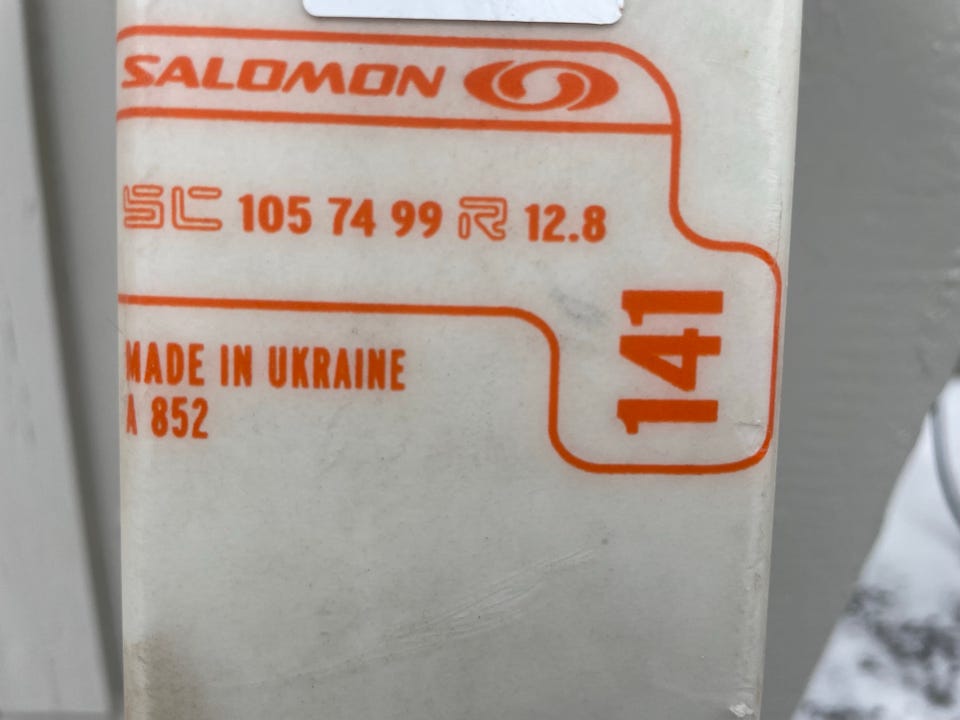 SALOMON
SC 105 74 99 R 12.8
141
MADE IN UKRAINE
A 852